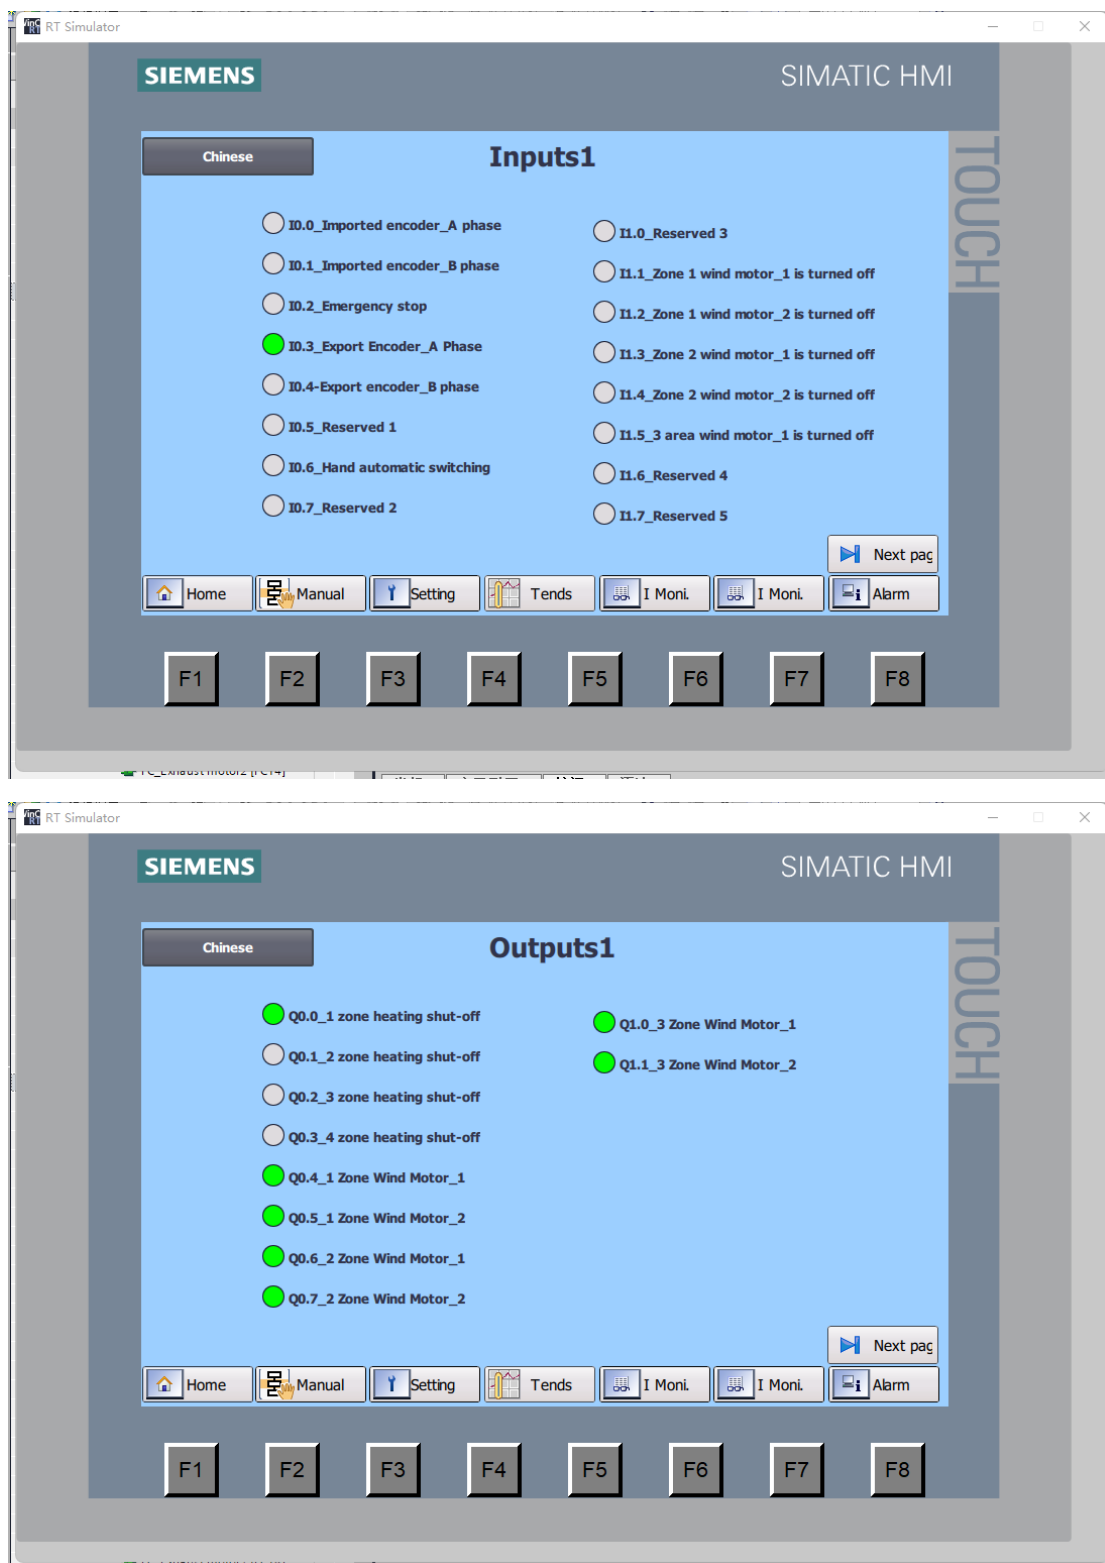 RT Simulator
SIEMENS
SIMATIC HMI
TOUCH
Chinese
Inputs1
I0.0_Imported encoder_A phase
I0.1_Imported encoder_B phase
I0.2_Emergency stop
I0.3_Export Encoder_A Phase
I0.4-Export encoder_B phase
I0.5_Reserved 1
I0.6_Hand automatic switching
I0.7_Reserved 2
I1.0_Reserved 3
I1.1_Zone 1 wind motor_1 is turned off
I1.2_Zone 1 wind motor_2 is turned off
I1.3_Zone 2 wind motor_1 is turned off
I1.4_Zone 2 wind motor_2 is turned off
I1.5_3 area wind motor_1 is turned off
I1.6_Reserved 4
I1.7_Reserved 5
Next pag
Home
Manual
Setting
Tends
I Moni.
I Moni.
Alarm
F1
F2
F3
F4
F5
F6
F7
F8
RT Simulator
SIEMENS
SIMATIC HMI
TOUCH
Chinese
Outputs1
Q0.0_1 zone heating shut-off
Q0.1_2 zone heating shut-off
Q0.2_3 zone heating shut-off
Q0.3_4 zone heating shut-off
Q0.4_1 Zone Wind Motor_1
Q0.5_1 Zone Wind Motor_2
Q0.6_2 Zone Wind Motor_1
Q0.7_2 Zone Wind Motor_2
Q1.0_3 Zone Wind Motor_1
Q1.1_3 Zone Wind Motor_2
Next pag
Home
Manual
Setting
Tends
I Moni.
I Moni.
Alarm
F1
F2
F3
F4
F5
F6
F7
F8